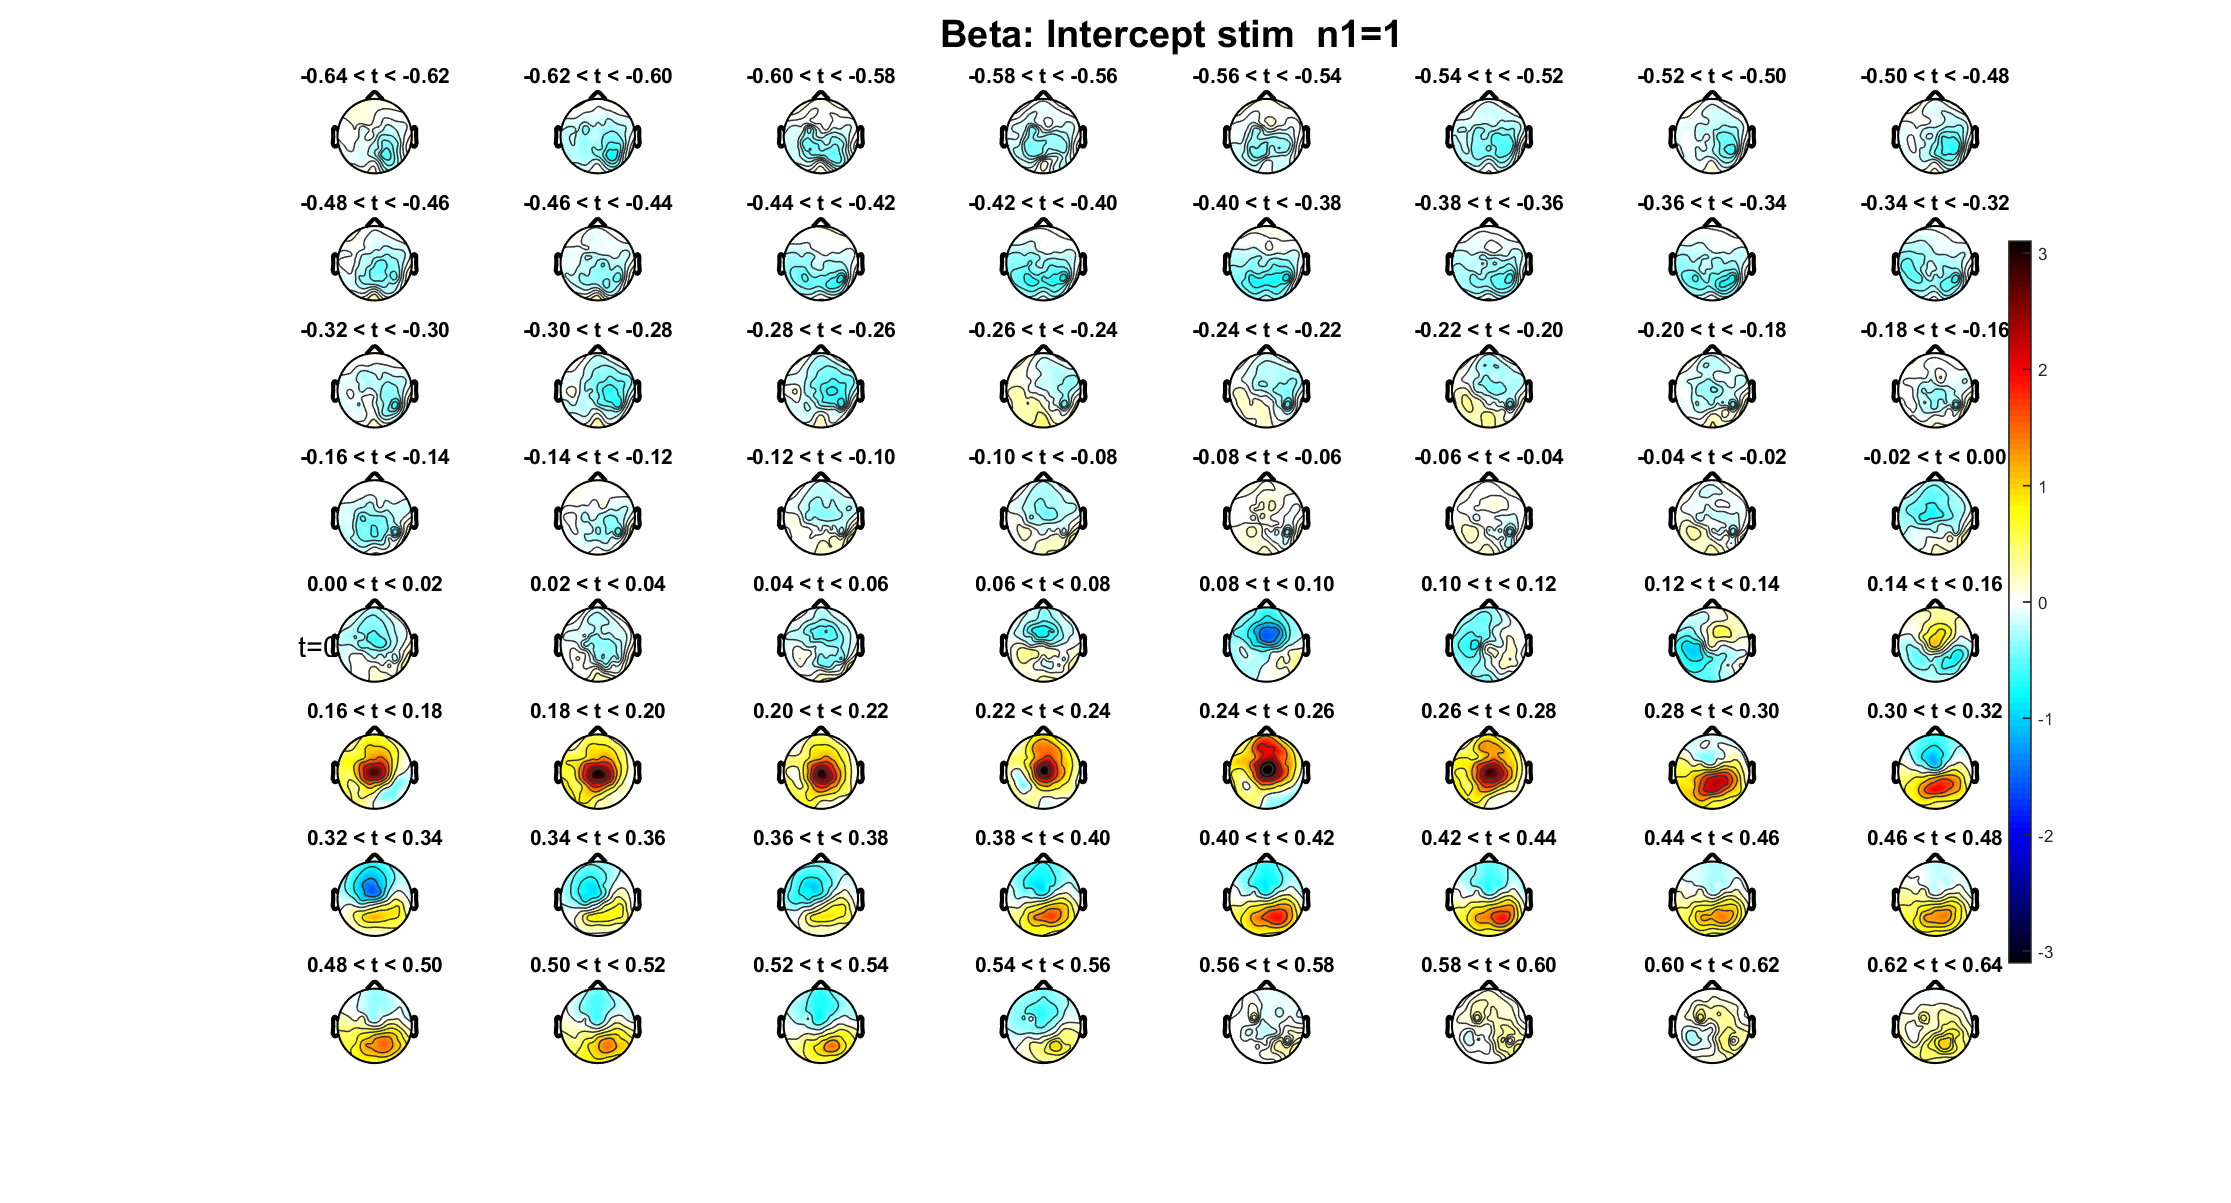 Beta: Intercept stim  n1=1
-0.64 < t < -0.62 -0.62 < t < -0.60 -0.60 < t < -0.58 -0.58 < t < -0.56 -0.56 < t < -0.54 -0.54 < t < -0.52 -0.52 < t < -0.50 -0.50 < t < -0.48
-0.48 < t < -0.46 -0.46 < t < -0.44 -0.44 < t < -0.42 -0.42 < t < -0.40 -0.40 < t < -0.38 -0.38 < t < -0.36 -0.36 < t < -0.34 -0.34 < t < -0.32
-0.32 < t < -0.30 -0.30 < t < -0.28 -0.28 < t < -0.26 -0.26 < t < -0.24 -0.24 < t < -0.22 -0.22 < t < -0.20 -0.20 < t < -0.18 -0.18 < t < -0.16
-0.16 < t < -0.14 -0.14 < t < -0.12 -0.12 < t < -0.10 -0.10 < t < -0.08 -0.08 < t < -0.06 -0.06 < t < -0.04 -0.04 < t < -0.02 -0.02 < t < 0.00
0.00 < t < 0.02 0.02 < t < 0.04 0.04 < t < 0.06 0.06 < t < 0.08 0.08 < t < 0.10 0.10 < t < 0.12 0.12 < t < 0.14 0.14 < t < 0.16
t=0
0.16 < t < 0.18 0.18 < t < 0.20 0.20 < t < 0.22 0.22 < t < 0.24 0.24 < t < 0.26 0.26 < t < 0.28 0.28 < t < 0.30 0.30 < t < 0.32
0.32 < t < 0.34 0.34 < t < 0.36 0.36 < t < 0.38 0.38 < t < 0.40 0.40 < t < 0.42 0.42 < t < 0.44 0.44 < t < 0.46 0.46 < t < 0.48
0.48 < t < 0.50 0.50 < t < 0.52 0.52 < t < 0.54 0.54 < t < 0.56 0.56 < t < 0.58 0.58 < t < 0.60 0.60 < t < 0.62 0.62 < t < 0.64
3
2
1
0
-1
-2
-3